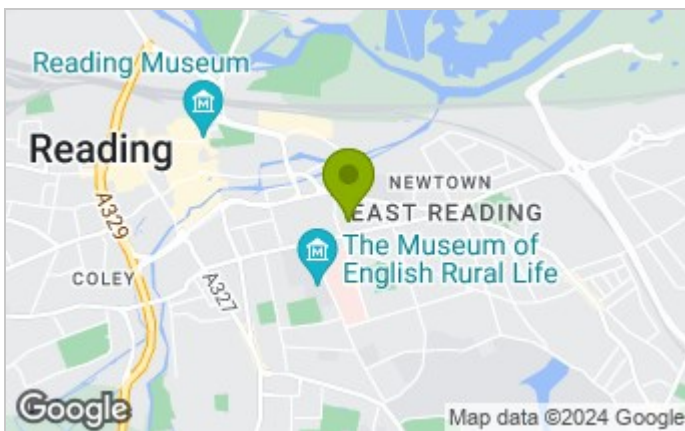 Reading Museum
Reading
NEWTOWN
EAST READING
The Museum of
English Rural Life
A329
COLEY
A327
Google
Map data ©2024 Google